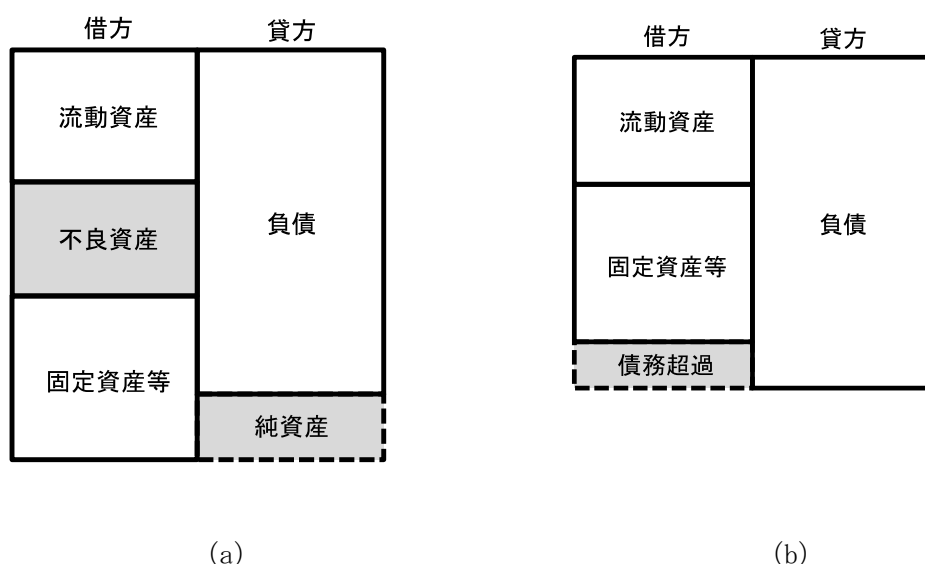 借方 貸方
流動資産
不良資産
負債
固定資産等
純資産
(a)
借方 貸方
流動資産
負債
固定資産等
債務超過
(b)